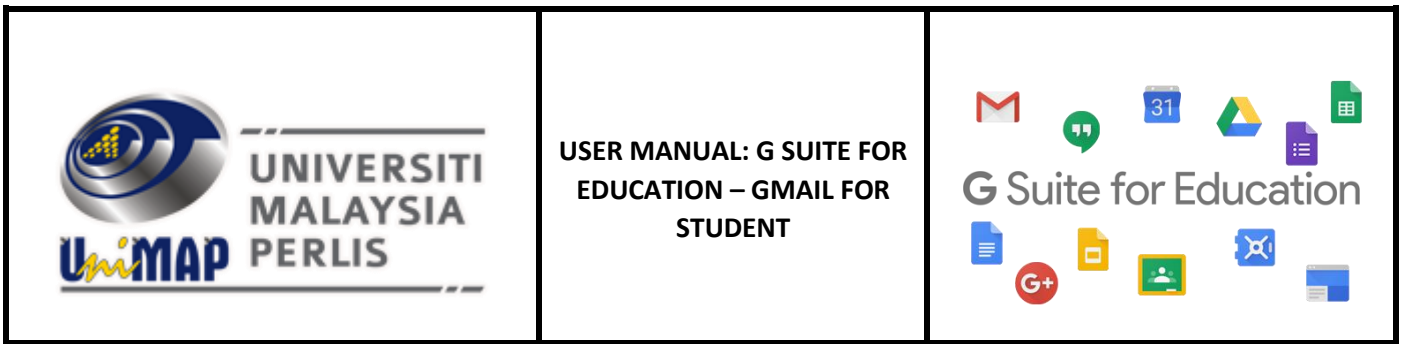 UNIVERSITI
MALAYSIA
PERLIS
UniMAP
USER MANUAL: G SUITE FOR
EDUCATION – GMAIL FOR
STUDENT
31
G Suite for Education
G+